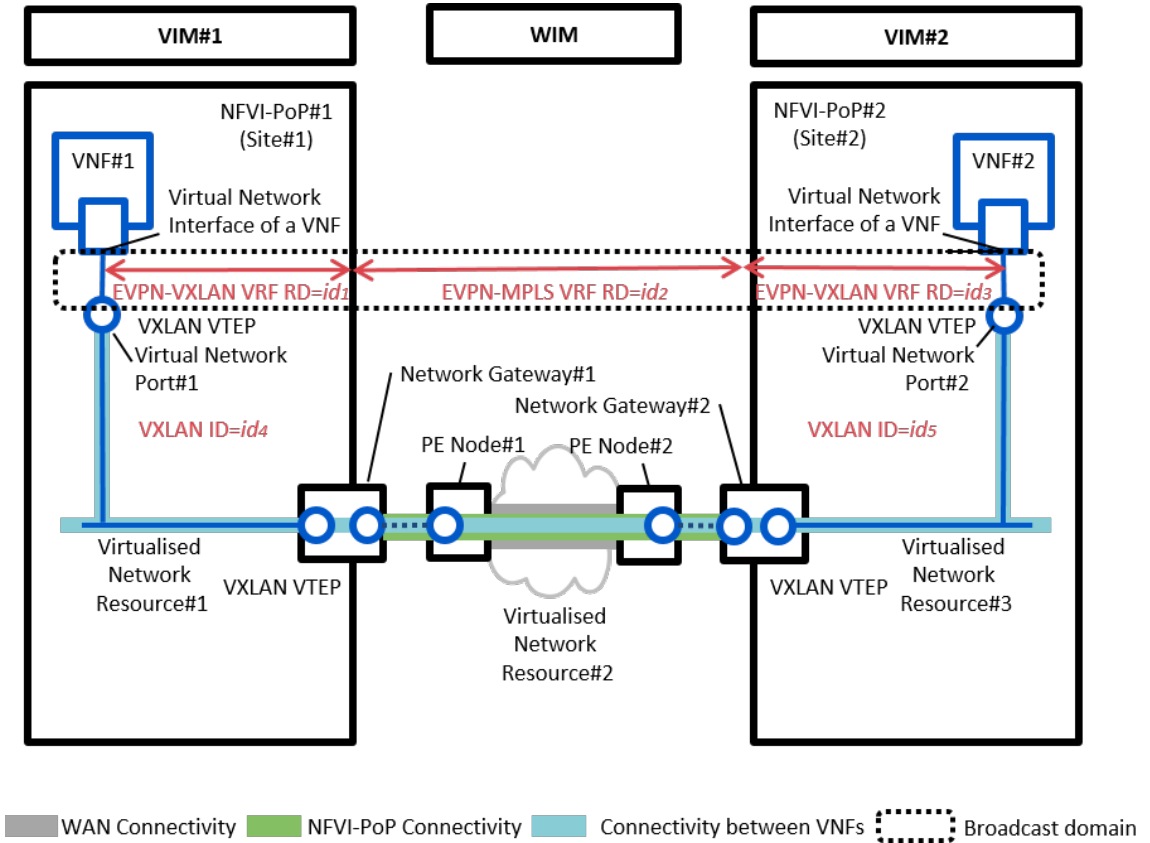 VIM#1
WIM
VIM#2
NFVI-PoP#1
(Site#1)
NFVI-PoP#2
(Site#2)
VNF#1
VNF#2
Virtual Network
Interface of a VNF
Virtual Network
Interface of a VNF
EVPN-VXLAN VRF RD=id1
EVPN-MPLS VRF RD=id2
EVPN-VXLAN VRF RD=id3
VXLAN VTEP
Virtual Network
Port#1
VXLAN VTEP
Virtual Network
Port#2
Network Gateway#1
Network Gateway#2
VXLAN ID=id4
VXLAN ID=id5
PE Node#1
PE Node#2
Virtualised
Network
Resource#1
VXLAN VTEP
VXLAN VTEP
Virtualised
Network
Resource#3
Virtualised
Network
Resource#2
WAN Connectivity
NFVI-PoP Connectivity
Connectivity between VNFs
Broadcast domain